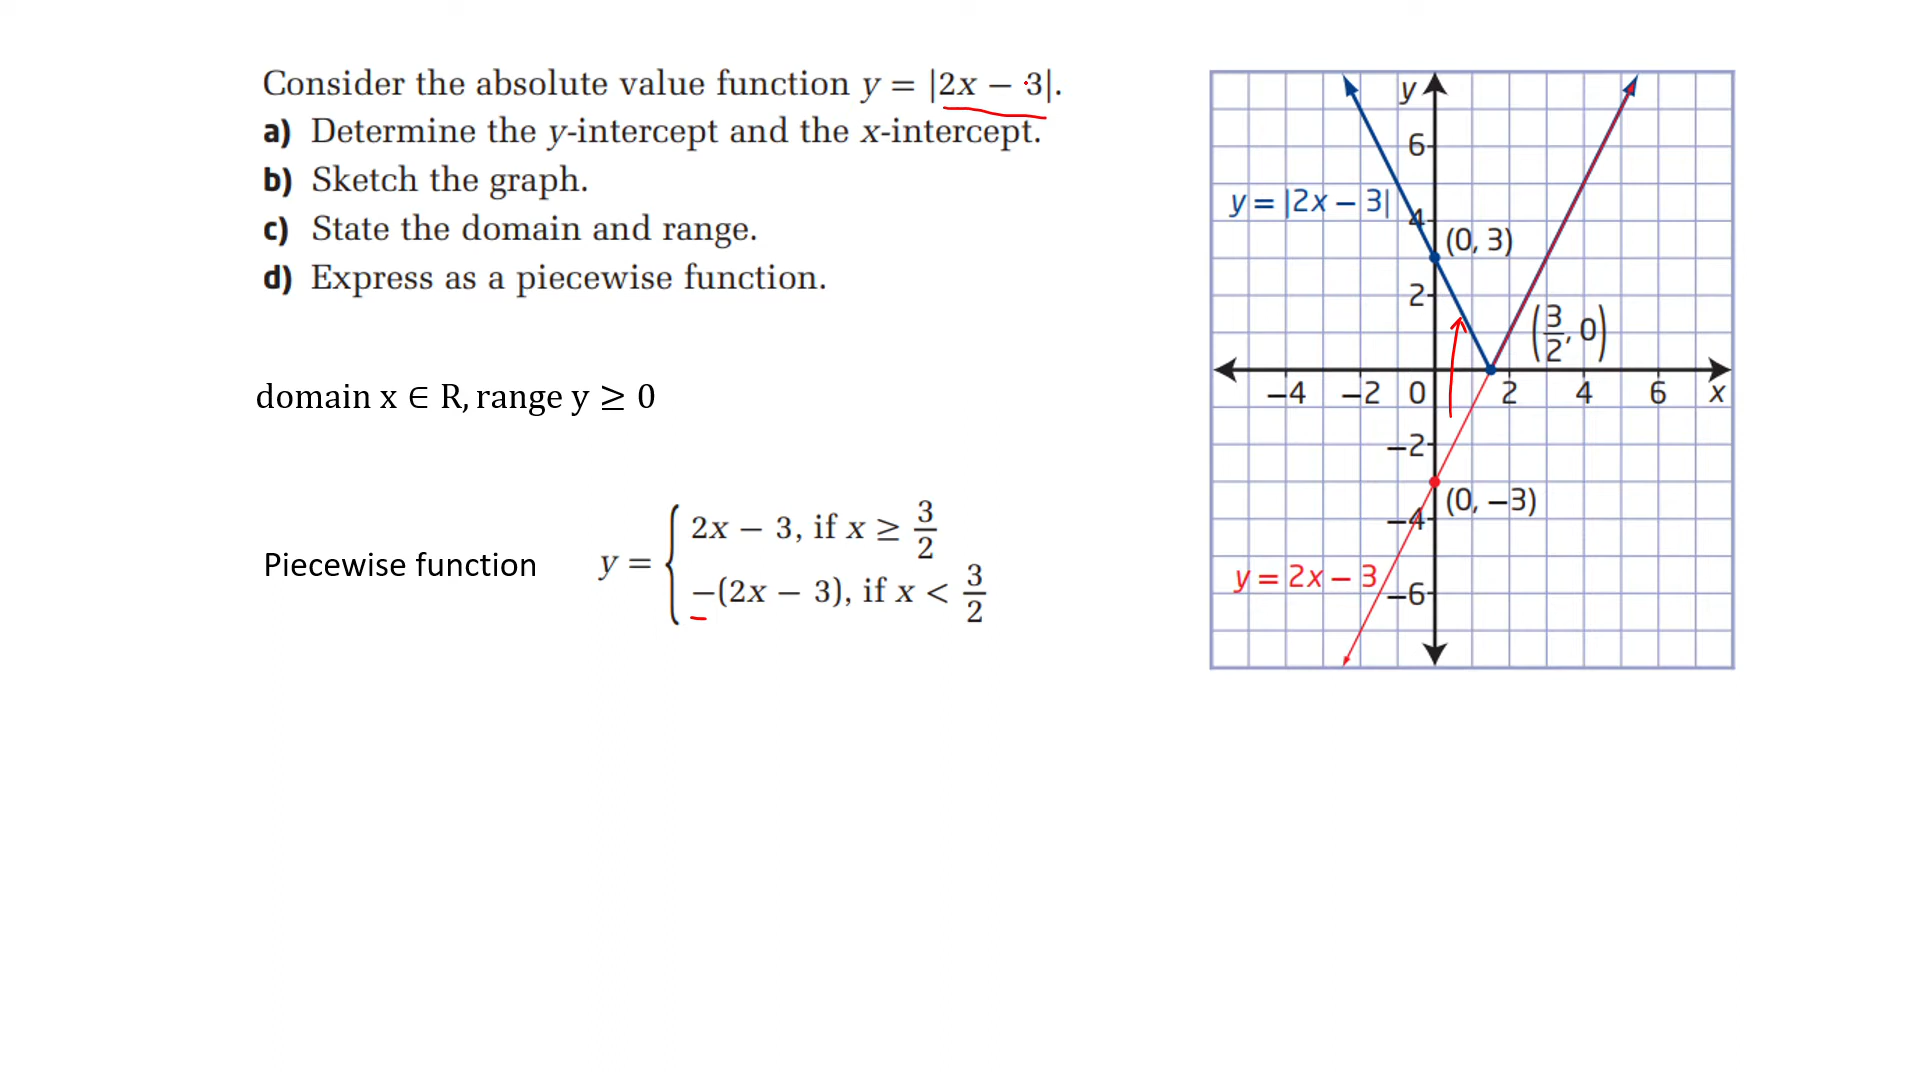 Consider the absolute value function y = |2x − 3|.
a) Determine the y-intercept and the x-intercept.
b) Sketch the graph.
c) State the domain and range.
d) Express as a piecewise function.
domain x ∈ R, range y ≥ 0
Piecewise function
y = { 2x − 3, if x ≥ 3/2
−(2x − 3), if x < 3/2
y
6
y = |2x − 3|
4
(0, 3)
2
(3/2, 0)
−4 −2 0 2 4 6 x
−2
(0, −3)
−4
y = 2x − 3
−6